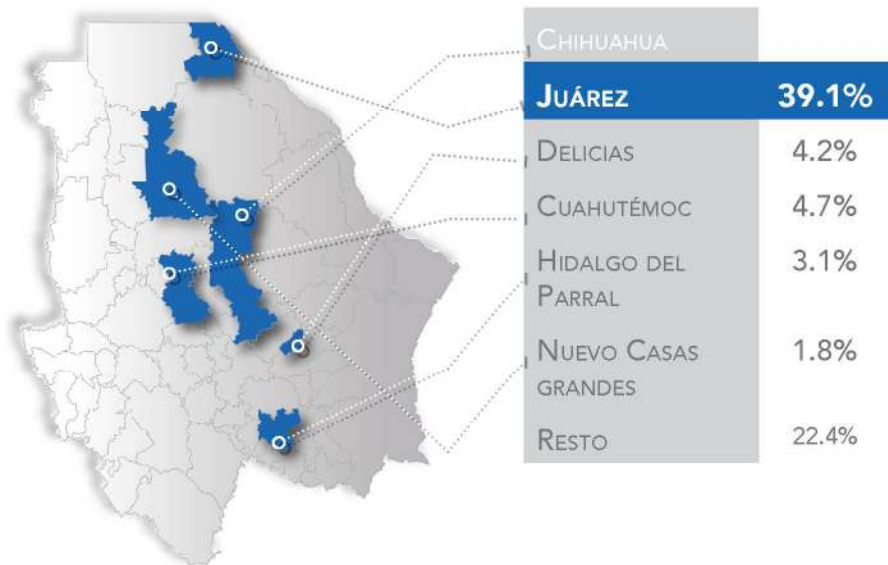 CHIHUAHUA
JUÁREZ 39.1%
DELICIAS 4.2%
CUAHUTÉMOC 4.7%
HIDALGO DEL 3.1%
PARRAL
NUEVO CASAS 1.8%
GRANDES
RESTO 22.4%